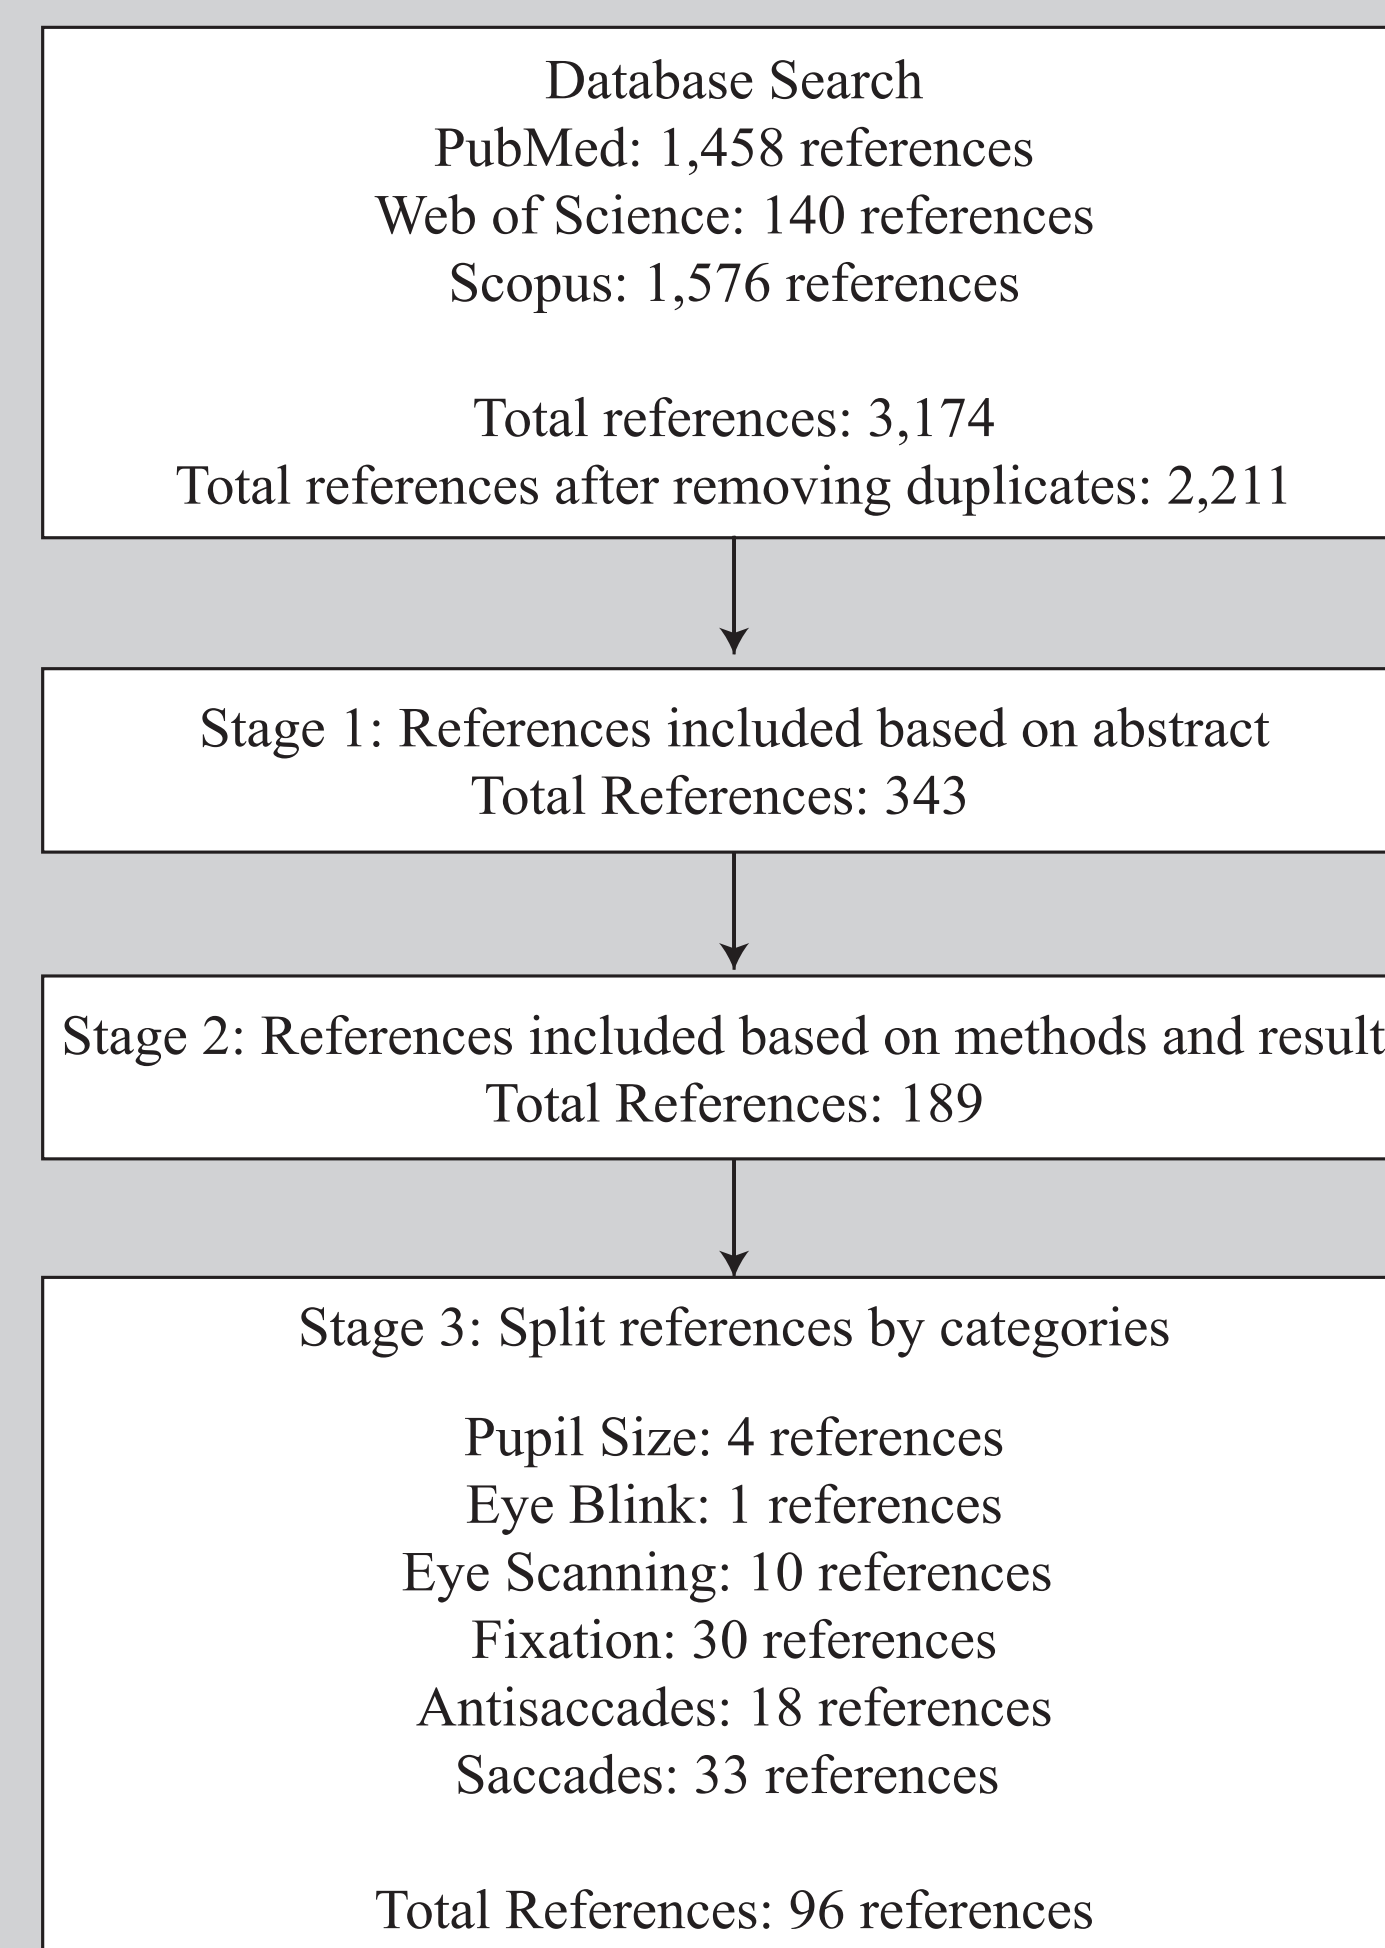 Database Search
PubMed: 1,458 references
Web of Science: 140 references
Scopus: 1,576 references
Total references: 3,174
Total references after removing duplicates: 2,211
Stage 1: References included based on abstract
Total References: 343
Stage 2: References included based on methods and result
Total References: 189
Stage 3: Split references by categories
Pupil Size: 4 references
Eye Blink: 1 references
Eye Scanning: 10 references
Fixation: 30 references
Antisaccades: 18 references
Saccades: 33 references
Total References: 96 references